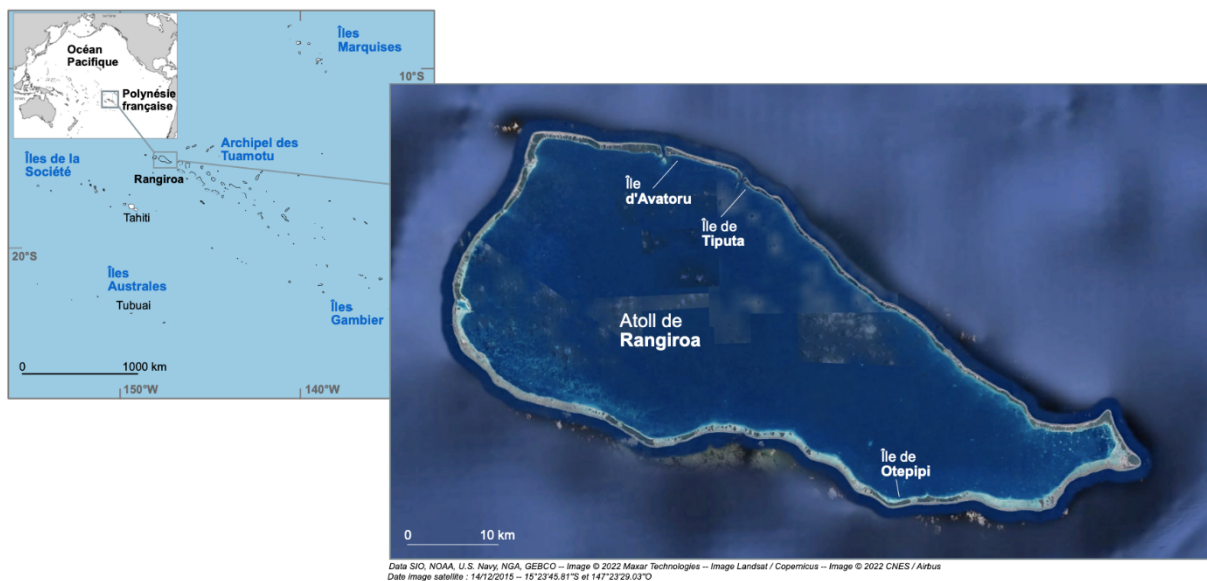 Océan
Pacifique
Polynésie
française
Îles
Marquises
10°S
Archipel des
Tuamotu
Îles de la
Société
Rangiroa
Tahiti
20°S
Îles
Australes
Tubuai
Îles
Gambier
0 1000 km
150°W 140°W
Île
d'Avatoru
Île de
Tiputa
Atoll de
Rangiroa
Île de
Otepipi
0 10 km
Data SIO, NOAA, U.S. Navy, NGA, GEBCO -- Image © 2022 Maxar Technologies -- Image Landsat / Copernicus -- Image © 2022 CNES / Airbus
Date image satellite : 14/12/2015 -- 15°23'45.81"S et 147°23'29.03"O